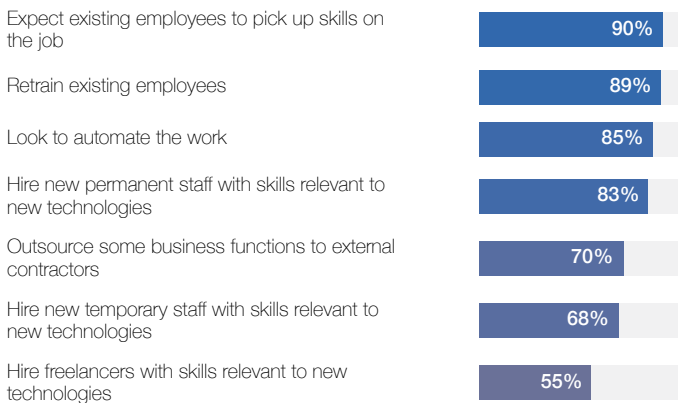 Expect existing employees to pick up skills on
the job
90%
Retrain existing employees
89%
Look to automate the work
85%
Hire new permanent staff with skills relevant to
new technologies
83%
Outsource some business functions to external
contractors
70%
Hire new temporary staff with skills relevant to
new technologies
68%
Hire freelancers with skills relevant to new
technologies
55%